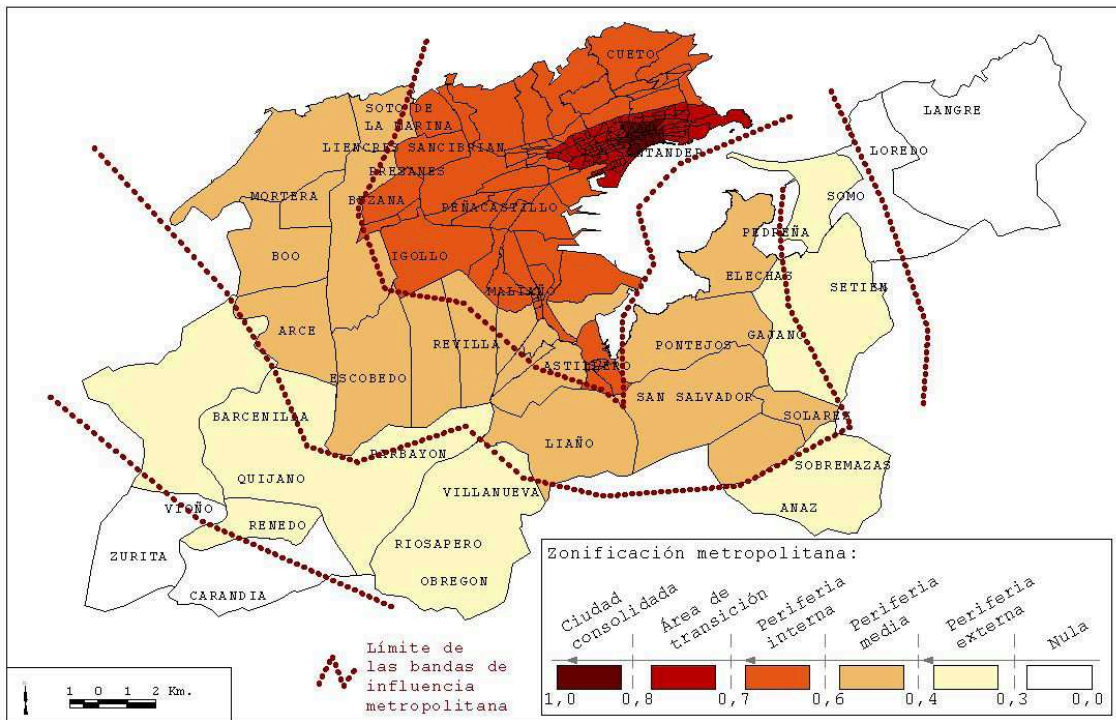 CUETO
LANGRE
SOTO DE
LA MARINA
LOREDO
LIENCRES SANCIBRIAN
SANTANDER
PREZANES
MORTERA
BEZANA
PEÑACASTILLO
SOMO
PEDREÑA
BOO
IGOLLO
ELECHAS
SETIEN
MALIAÑO
ARCE
GAJANO
REVILLA
PONTEJOS
ESCOBEDO
ASTILLERO
SAN SALVADOR
BARCENILLA
SOLARES
LIAÑO
PARBAYON
SOBREMAZAS
QUIJANO
VILLANUEVA
VIOÑO
ANAZ
RENEDO
RIOSAPERO
ZURITA
OBREGON
CARANDIA
Zonificación metropolitana:
Ciudad
consolidada
Área de
transición
Periferia
interna
Periferia
media
Periferia
externa
Nula
1,0 0,8 0,7 0,6 0,4 0,3 0,0
Límite de
las bandas de
influencia
metropolitana
1 0 1 2 Km.